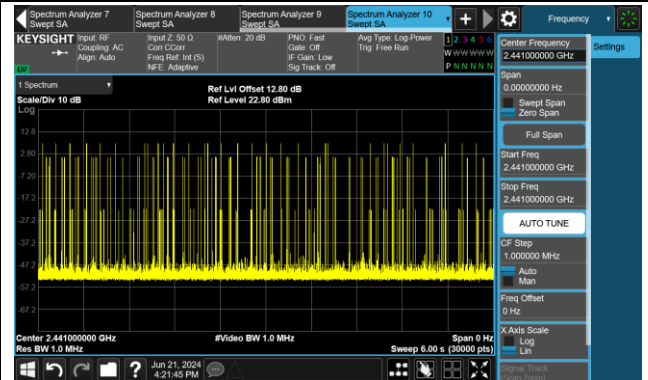 Spectrum Analyzer 7
Swept SA
Spectrum Analyzer 8
Swept SA
Spectrum Analyzer 9
Swept SA
Spectrum Analyzer 10
Swept SA
Frequency
KEYSIGHT
Input: RF
Coupling: AC
Align: Auto
Input Z: 50 Ω
Corr CCorr
Freq Ref: Int (S)
NFE: Adaptive
#Atten: 20 dB
PNO: Fast
Gate: Off
IF Gain: Low
Sig Track: Off
Avg Type: Log-Power
Trig: Free Run
1 2 3 4 5 6
W W W W W W
P N N N N N
Center Frequency
2.441000000 GHz
Settings
Span
0.00000000 Hz
Swept Span
Zero Span
Full Span
Start Freq
2.441000000 GHz
Stop Freq
2.441000000 GHz
AUTO TUNE
CF Step
1.000000 MHz
Auto
Man
Freq Offset
0 Hz
X Axis Scale
Log
Lin
Signal Track
(Span Zoom)
1 Spectrum
Scale/Div 10 dB
Log
Ref Lvl Offset 12.80 dB
Ref Level 22.80 dBm
12.8
2.80
-7.20
-17.2
-27.2
-37.2
-47.2
-57.2
-67.2
Center 2.441000000 GHz
Res BW 1.0 MHz
#Video BW 1.0 MHz
Span 0 Hz
Sweep 6.00 s (30000 pts)
Jun 21, 2024
4:21:45 PM